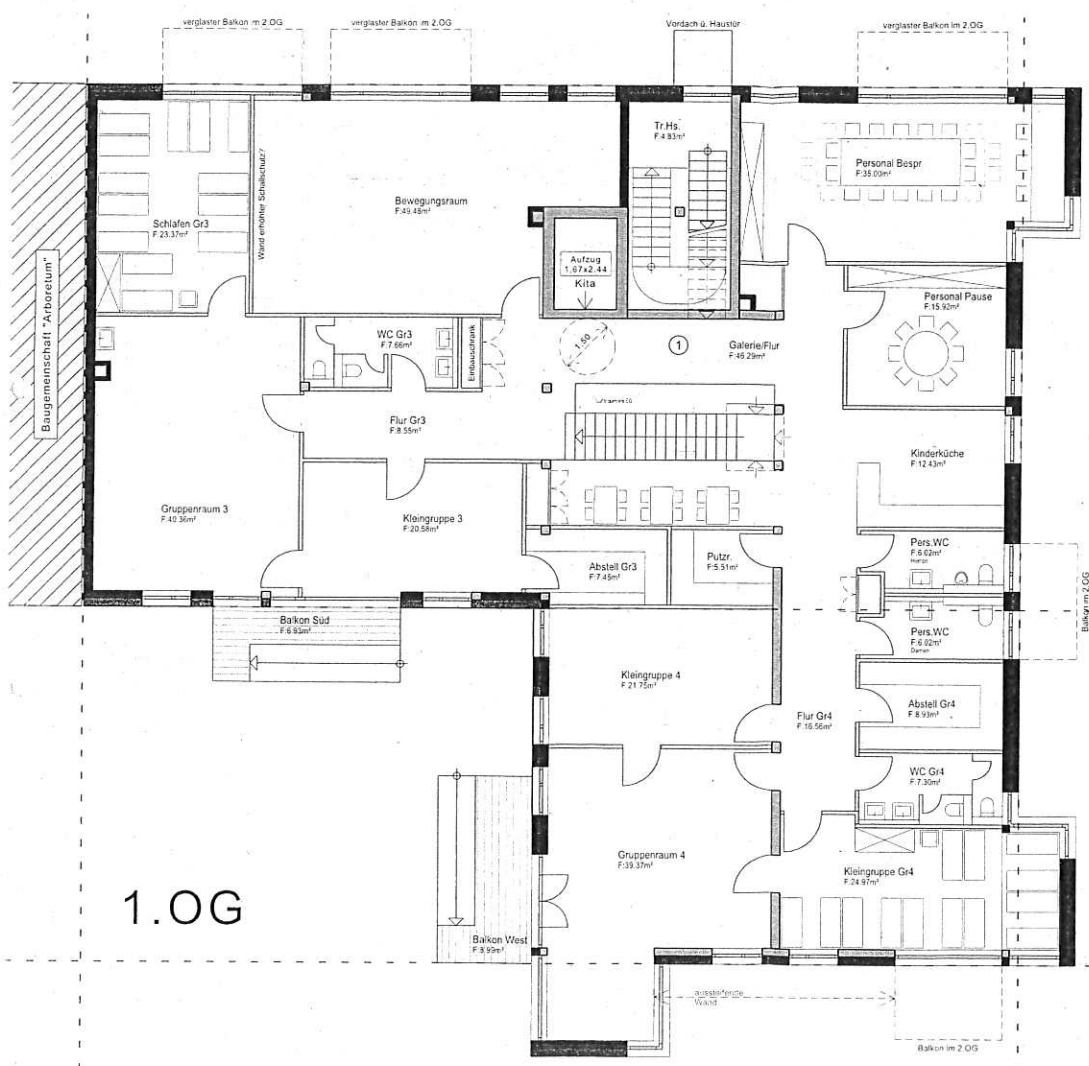 verglaster Balkon im 2.OG
verglaster Balkon im 2.OG
Vordach ü. Haustür
verglaster Balkon im 2.OG
Tr.Hs.
F:4.83m²
Personal Bespr
F:35.00m²
Wand erhöhter Schallschutz?
Bewegungsraum
F:49.48m²
Schlafen Gr3
F:23.37m²
Aufzug
1,67x2.44
Kita
Baugemeinschaft "Arboretum"
Personal Pause
F:15.92m²
WC Gr3
F:7.66m²
Einbauschrank
1.50
1
Galerie/Flur
F:46.29m²
Flur Gr3
F:8.55m²
Kinderküche
F:12.43m²
Gruppenraum 3
F:40.36m²
Kleingruppe 3
F:20,58m²
Abstell Gr3
F:7.45m²
Putzr.
F:5.51m²
Pers.WC
F:6.02m²
Herren
Balkon im 2.OG
Balkon Süd
F:6.93m²
Pers.WC
F:6.02m²
Damen
Kleingruppe 4
F:21.75m²
Flur Gr4
F:16.56m²
Abstell Gr4
F:8.93m²
WC Gr4
F:7.30m²
Gruppenraum 4
F:39.37m²
Kleingruppe Gr4
F:24.97m²
1.OG
Balkon West
F:8.99m²
aussteifende
Wand
Balkon im 2.OG